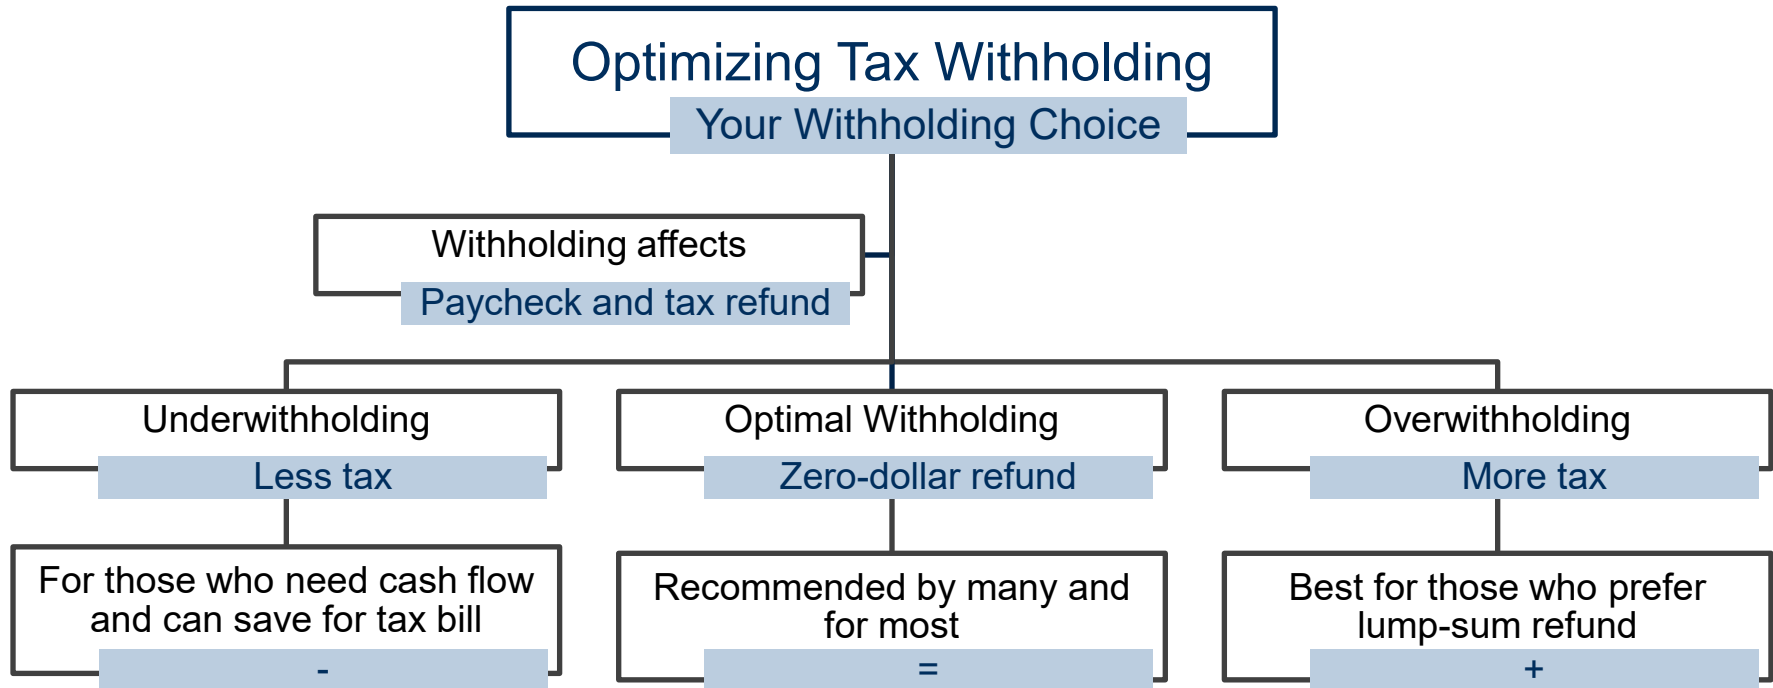 Optimizing Tax Withholding
Your Withholding Choice
Withholding affects
Paycheck and tax refund
Underwithholding
Less tax
Optimal Withholding
Zero-dollar refund
Overwithholding
More tax
For those who need cash flow
and can save for tax bill
-
Recommended by many and
for most
=
Best for those who prefer
lump-sum refund
+